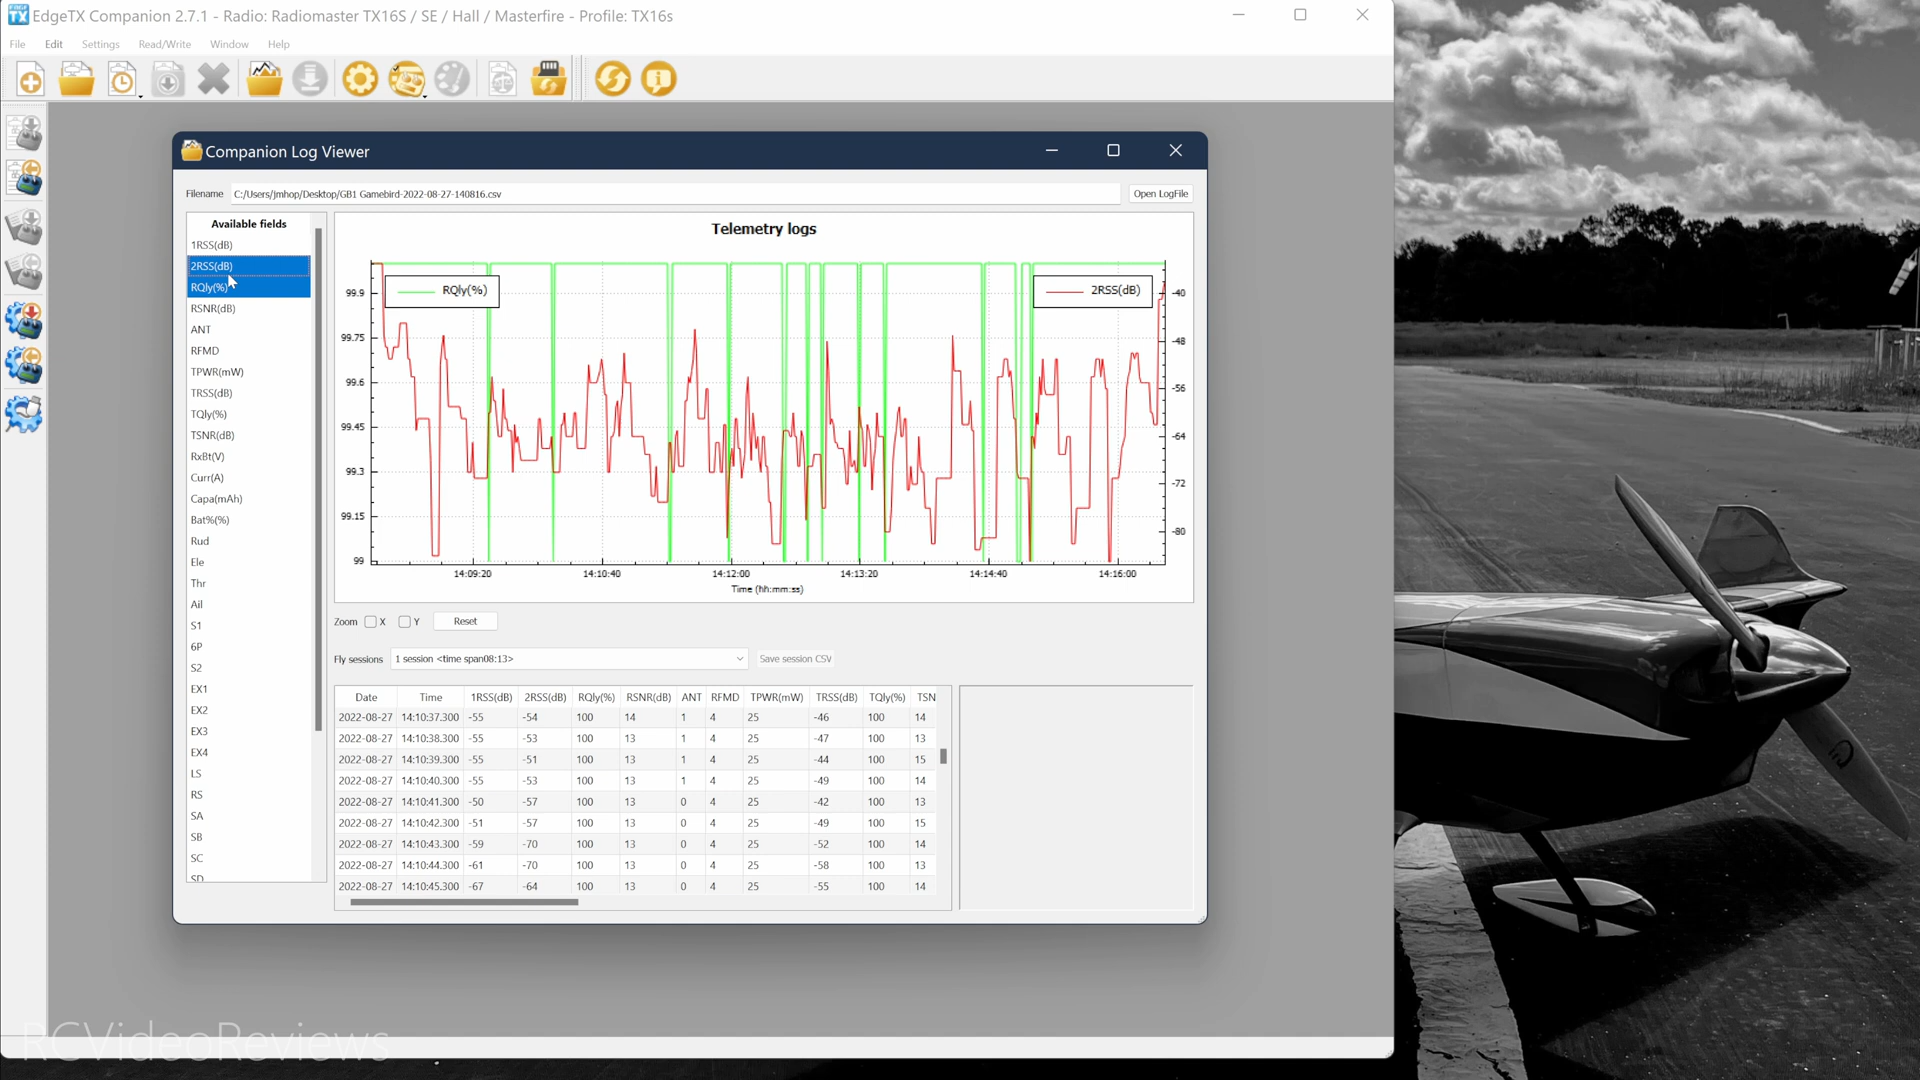 EdgeTX Companion 2.7.1 - Radio: Radiomaster TX16S / SE / Hall / Masterfire - Profile: TX16s
File Edit Settings Read/Write Window Help
Companion Log Viewer
Filename C:/Users/jmhop/Desktop/GB1 Gamebird-2022-08-27-140816.csv Open LogFile
Available fields
1RSS(dB)
2RSS(dB)
RQly(%)
RSNR(dB)
ANT
RFMD
TPWR(mW)
TRSS(dB)
TQly(%)
TSNR(dB)
RxBt(V)
Curr(A)
Capa(mAh)
Bat%(%)
Rud
Ele
Thr
Ail
S1
6P
S2
EX1
EX2
EX3
EX4
LS
RS
SA
SB
SC
SD
Telemetry logs
RQly(%)
2RSS(dB)
99.9
99.75
99.6
99.45
99.3
99.15
99
-40
-48
-56
-64
-72
-80
14:09:20 14:10:40 14:12:00 14:13:20 14:14:40 14:16:00
Time (hh:mm:ss)
Zoom X Y Reset
Fly sessions 1 session <time span08:13> Save session CSV
Date Time 1RSS(dB) 2RSS(dB) RQly(%) RSNR(dB) ANT RFMD TPWR(mW) TRSS(dB) TQly(%) TSN
2022-08-27 14:10:37.300 -55 -54 100 14 1 4 25 -46 100 14
2022-08-27 14:10:38.300 -55 -53 100 13 1 4 25 -47 100 13
2022-08-27 14:10:39.300 -55 -51 100 13 1 4 25 -44 100 15
2022-08-27 14:10:40.300 -55 -53 100 13 1 4 25 -49 100 14
2022-08-27 14:10:41.300 -50 -57 100 13 0 4 25 -42 100 13
2022-08-27 14:10:42.300 -51 -57 100 13 0 4 25 -49 100 15
2022-08-27 14:10:43.300 -59 -70 100 13 0 4 25 -52 100 14
2022-08-27 14:10:44.300 -61 -70 100 13 0 4 25 -58 100 13
2022-08-27 14:10:45.300 -67 -64 100 13 0 4 25 -55 100 14
RCVideoReviews